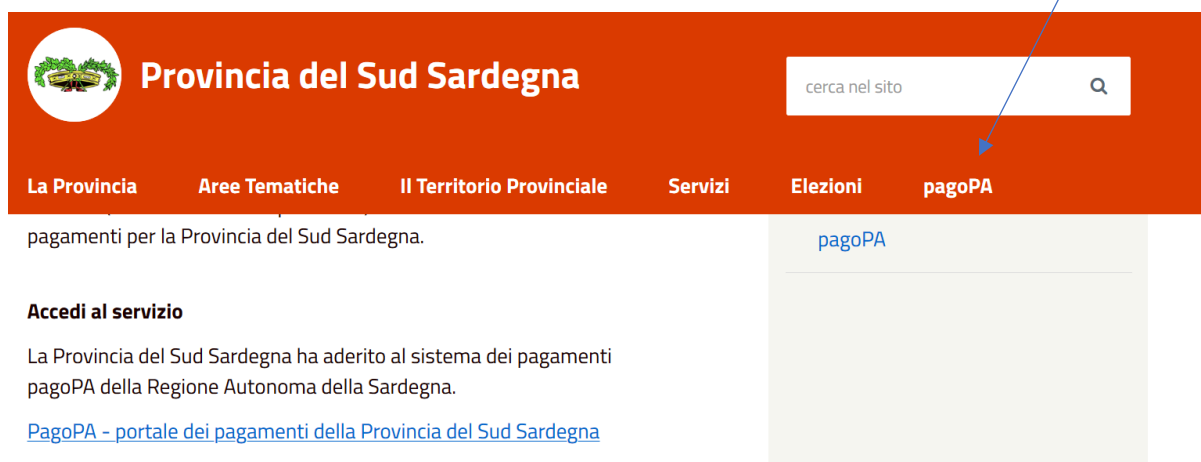 Provincia del Sud Sardegna
cerca nel sito
La Provincia Aree Tematiche Il Territorio Provinciale Servizi Elezioni pagoPA
pagamenti per la Provincia del Sud Sardegna.
pagoPA
Accedi al servizio
La Provincia del Sud Sardegna ha aderito al sistema dei pagamenti
pagoPA della Regione Autonoma della Sardegna.
PagoPA - portale dei pagamenti della Provincia del Sud Sardegna